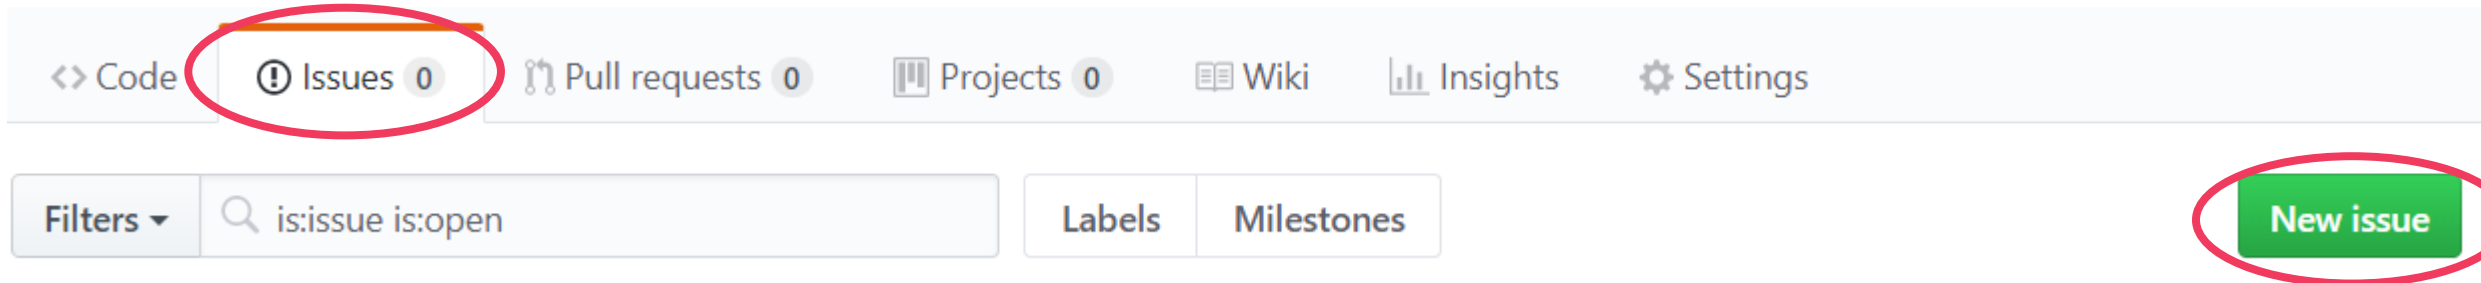 <> Code Issues 0 Pull requests 0 Projects 0 Wiki Insights Settings
Filters is:issue is:open Labels Milestones New issue